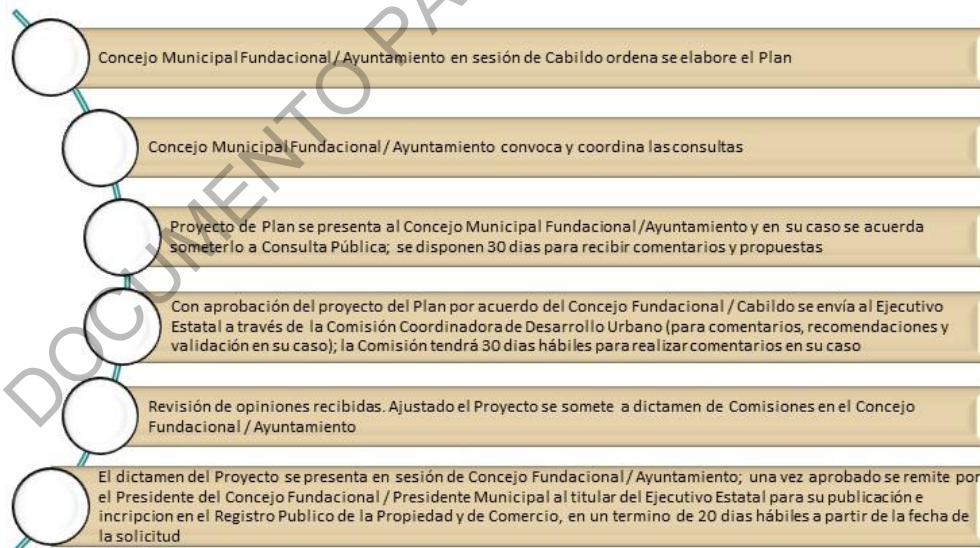 Concejo Municipal Fundacional / Ayuntamiento en sesión de Cabildo ordena se elabore el Plan
Concejo Municipal Fundacional / Ayuntamiento convoca y coordina las consultas
Proyecto de Plan se presenta al Concejo Municipal Fundacional /Ayuntamiento y en su caso se acuerda
someterlo a Consulta Pública; se disponen 30 dias para recibir comentarios y propuestas
Con aprobación del proyecto del Plan por acuerdo del Concejo Fundacional / Cabildo se envía al Ejecutivo
Estatal a través de la Comisión Coordinadora de Desarrollo Urbano (para comentarios, recomendaciones y
validación en su caso); la Comisión tendrá 30 dias hábiles para realizar comentarios en su caso
Revisión de opiniones recibidas. Ajustado el Proyecto se somete a dictamen de Comisiones en el Concejo
Fundacional / Ayuntamiento
El dictamen del Proyecto se presenta en sesión de Concejo Fundacional / Ayuntamiento; una vez aprobado se remite por
el Presidente del Concejo Fundacional / Presidente Municipal al titular del Ejecutivo Estatal para su publicación e
incripcion en el Registro Publico de la Propiedad y de Comercio, en un termino de 20 dias hábiles a partir de la fecha de
la solicitud
DOCUMENTO